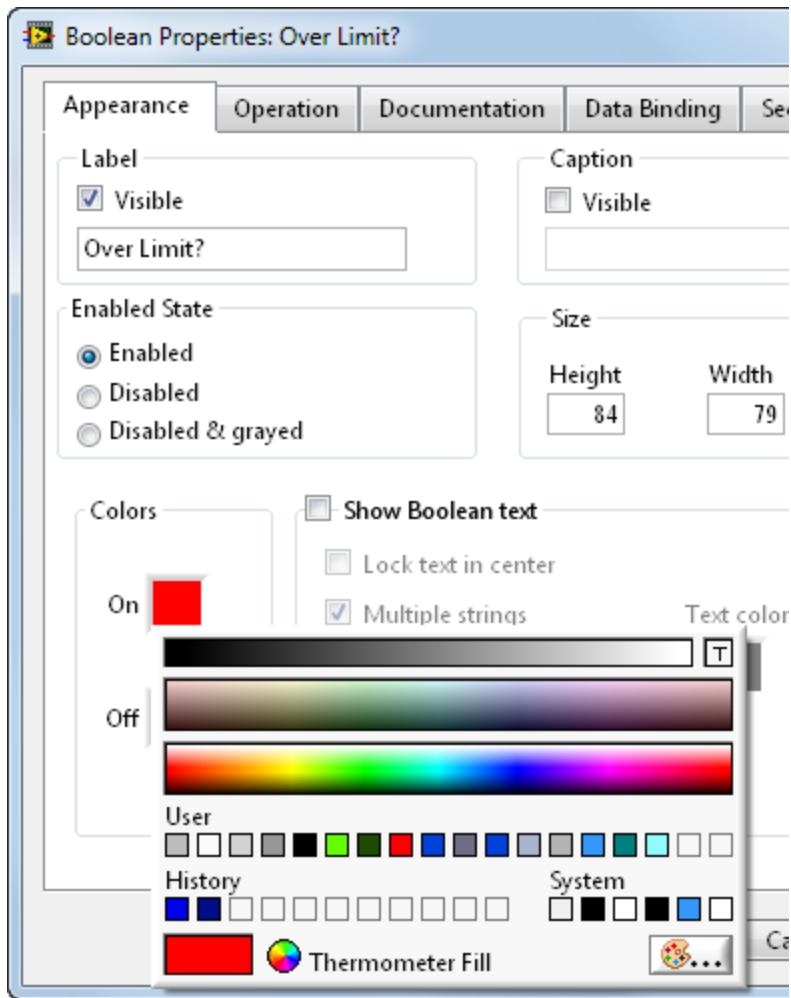 Boolean Properties: Over Limit?
Appearance Operation Documentation Data Binding
Label Caption
Visible Visible
Over Limit?
Enabled State Size
Enabled
Height Width
Disabled
84 79
Disabled & grayed
Colors Show Boolean text
Lock text in center
On Multiple strings Text color
T
Off
User
History System
Thermometer Fill ...